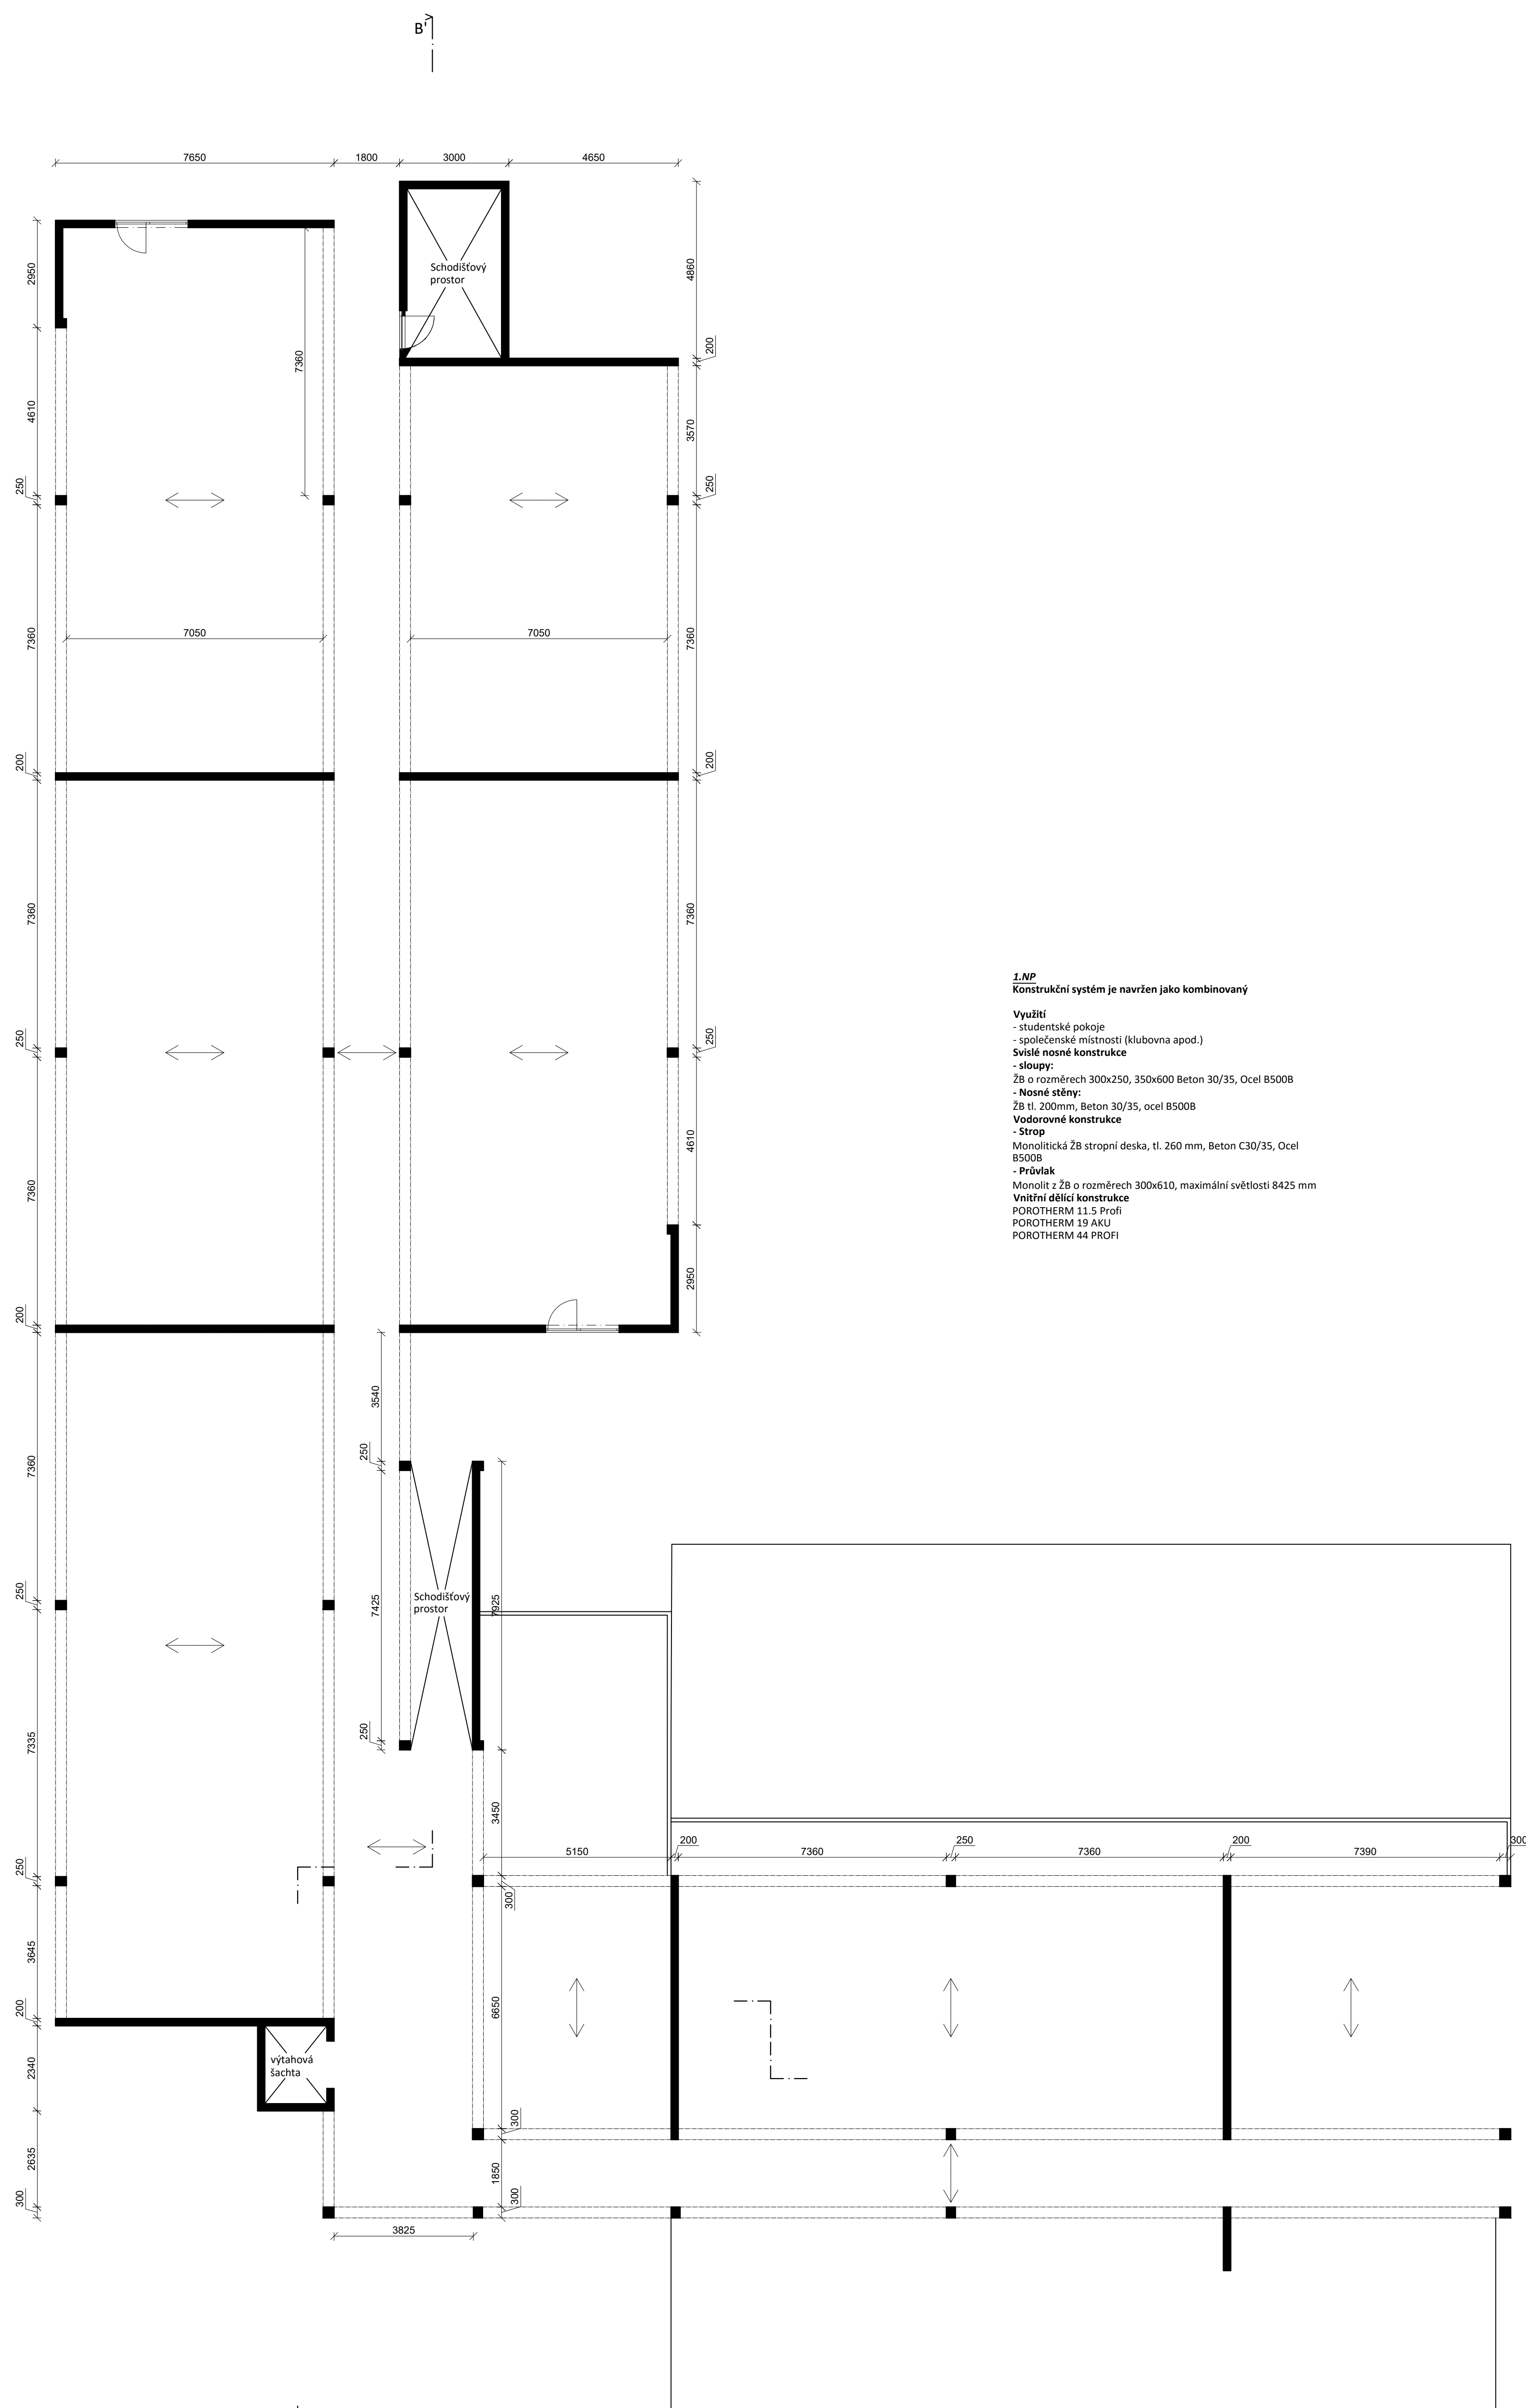 B'
7650
1800
3000
4650
2950
4610
250
7360
200
7360
250
7360
200
7360
250
7335
250
3645
200
2340
2635
300
7360
Schodišťový
prostor
4860
200
3570
250
7360
200
7360
250
4610
2950
7050
7050
1.NP
Konstrukční systém je navržen jako kombinovaný
Využití
- studentské pokoje
- společenské místnosti (klubovna apod.)
Svislé nosné konstrukce
- sloupy:
ŽB o rozměrech 300x250, 350x600 Beton 30/35, Ocel B500B
- Nosné stěny:
ŽB tl. 200mm, Beton 30/35, ocel B500B
Vodorovné konstrukce
- Strop
Monolitická ŽB stropní deska, tl. 260 mm, Beton C30/35, Ocel
B500B
- Průvlak
Monolit z ŽB o rozměrech 300x610, maximální světlosti 8425 mm
Vnitřní dělící konstrukce
POROTHERM 11.5 Profi
POROTHERM 19 AKU
POROTHERM 44 PROFI
3540
250
7425
250
Schodišťový
prostor
7925
3450
300
6650
300
1850
300
5150
200
7360
250
7360
200
7390
300
výtahová
šachta
3825